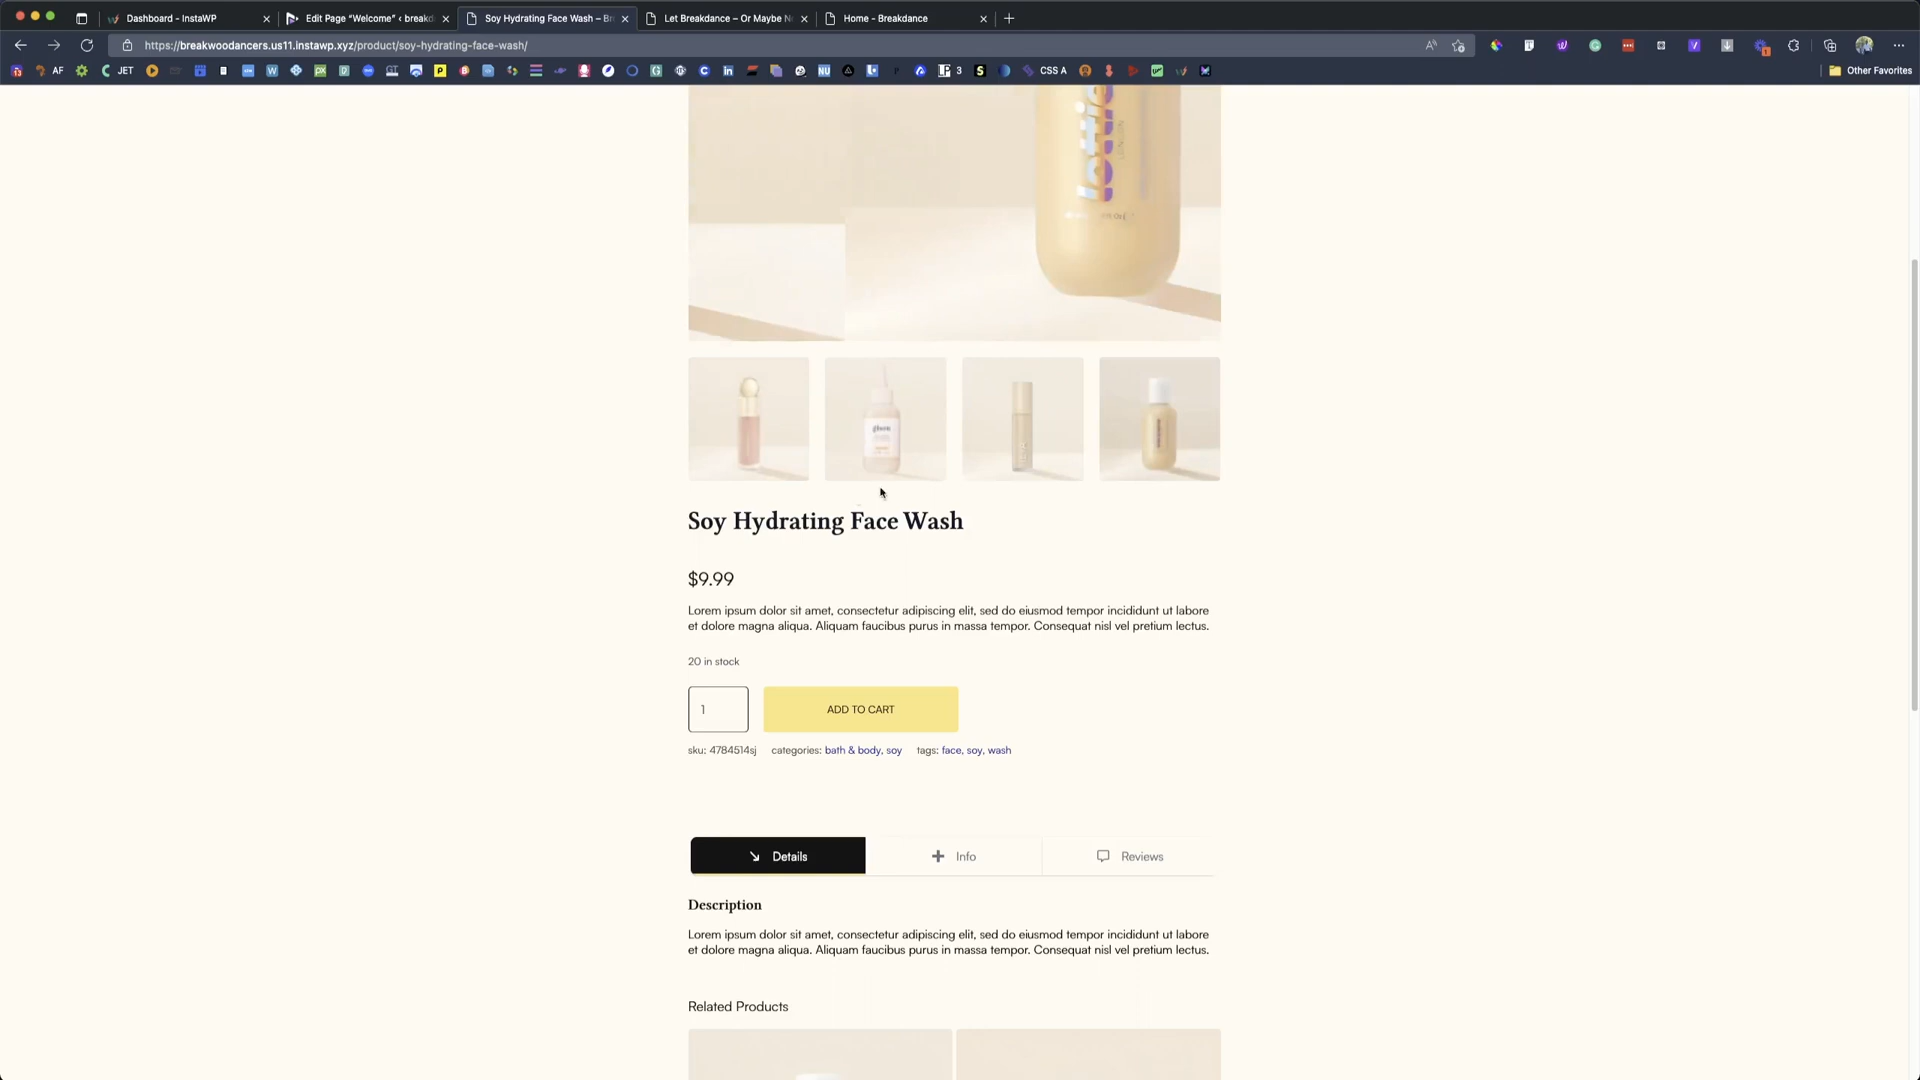 Dashboard - InstaWP
Edit Page “Welcome” ‹ breakd
Soy Hydrating Face Wash – Br
Let Breakdance – Or Maybe N
Home - Breakdance
https://breakwoodancers.us11.instawp.xyz/product/soy-hydrating-face-wash/
AF
JET
NU
3
CSS A
Other Favorites
lottie
gloen
Soy Hydrating Face Wash
$9.99
Lorem ipsum dolor sit amet, consectetur adipiscing elit, sed do eiusmod tempor incididunt ut labore
et dolore magna aliqua. Aliquam faucibus purus in massa tempor. Consequat nisl vel pretium lectus.
20 in stock
1
ADD TO CART
sku: 4784514sj categories: bath & body, soy tags: face, soy, wash
Details
Info
Reviews
Description
Lorem ipsum dolor sit amet, consectetur adipiscing elit, sed do eiusmod tempor incididunt ut labore
et dolore magna aliqua. Aliquam faucibus purus in massa tempor. Consequat nisl vel pretium lectus.
Related Products